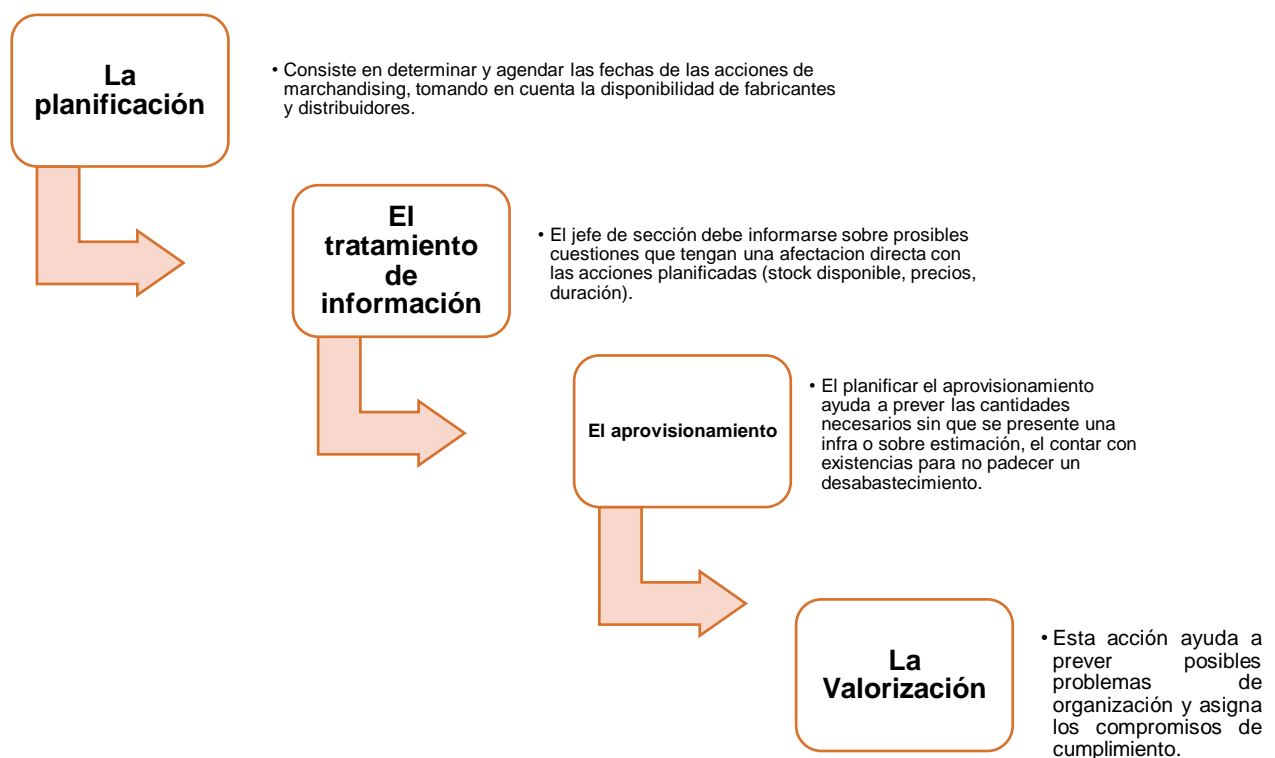 La
planificación
• Consiste en determinar y agendar las fechas de las acciones de
marchandising, tomando en cuenta la disponibilidad de fabricantes
y distribuidores.
El
tratamiento
de
información
• El jefe de sección debe informarse sobre prosibles
cuestiones que tengan una afectacion directa con
las acciones planificadas (stock disponible, precios,
duración).
El aprovisionamiento
• El planificar el aprovisionamiento
ayuda a prever las cantidades
necesarios sin que se presente una
infra o sobre estimación, el contar con
existencias para no padecer un
desabastecimiento.
La
Valorización
• Esta acción ayuda a
prever posibles
problemas de
organización y asigna
los compromisos de
cumplimiento.